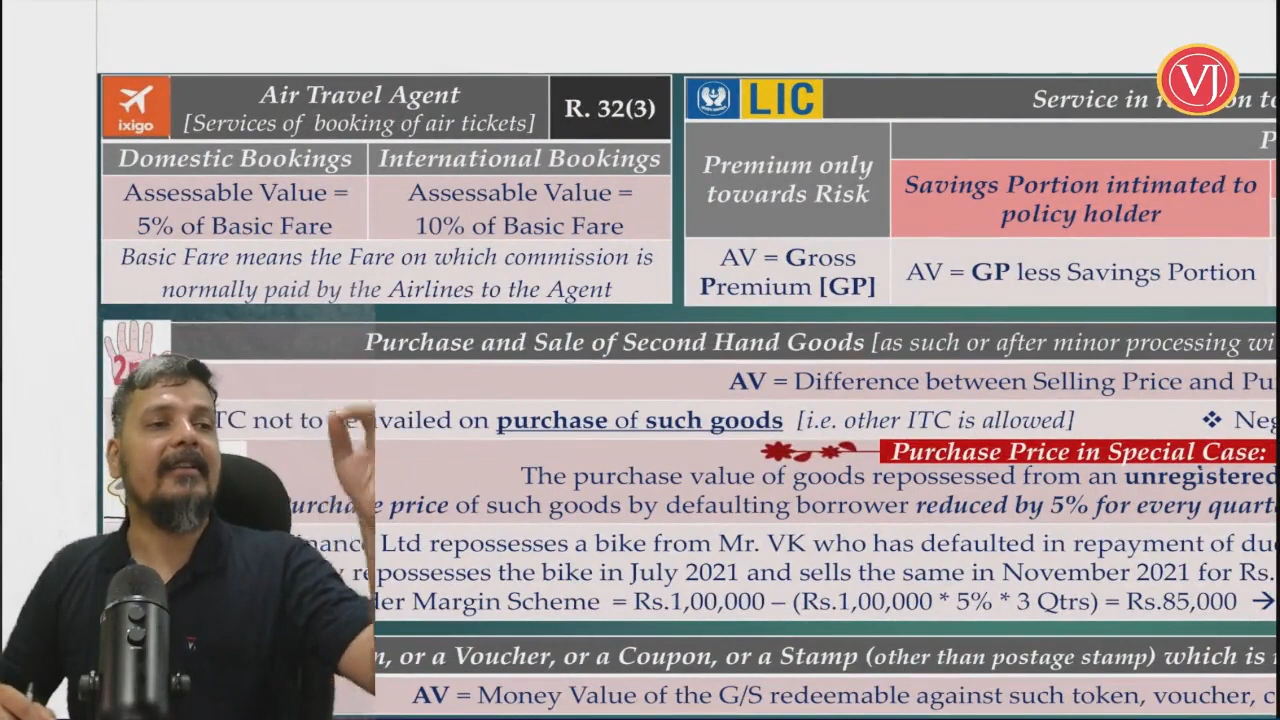 VJ
ixigo
Air Travel Agent
[Services of booking of air tickets]
R. 32(3)
Domestic Bookings
International Bookings
Assessable Value =
5% of Basic Fare
Assessable Value =
10% of Basic Fare
Basic Fare means the Fare on which commission is
normally paid by the Airlines to the Agent
LIC
Service in
to
Premium only
towards Risk
P
Savings Portion intimated to
policy holder
AV = Gross
Premium [GP]
AV = GP less Savings Portion
Purchase and Sale of Second Hand Goods [as such or after minor processing wi
AV = Difference between Selling Price and Pu
TC not to be availed on purchase of such goods [i.e. other ITC is allowed]
❖ Neg
Purchase Price in Special Case:
The purchase value of goods repossessed from an unregistered
urchase price of such goods by defaulting borrower reduced by 5% for every quart
inance Ltd repossesses a bike from Mr. VK who has defaulted in repayment of du
y repossesses the bike in July 2021 and sells the same in November 2021 for Rs.
der Margin Scheme = Rs.1,00,000 – (Rs.1,00,000 * 5% * 3 Qtrs) = Rs.85,000 →
n, or a Voucher, or a Coupon, or a Stamp (other than postage stamp) which is
AV = Money Value of the G/S redeemable against such token, voucher, c